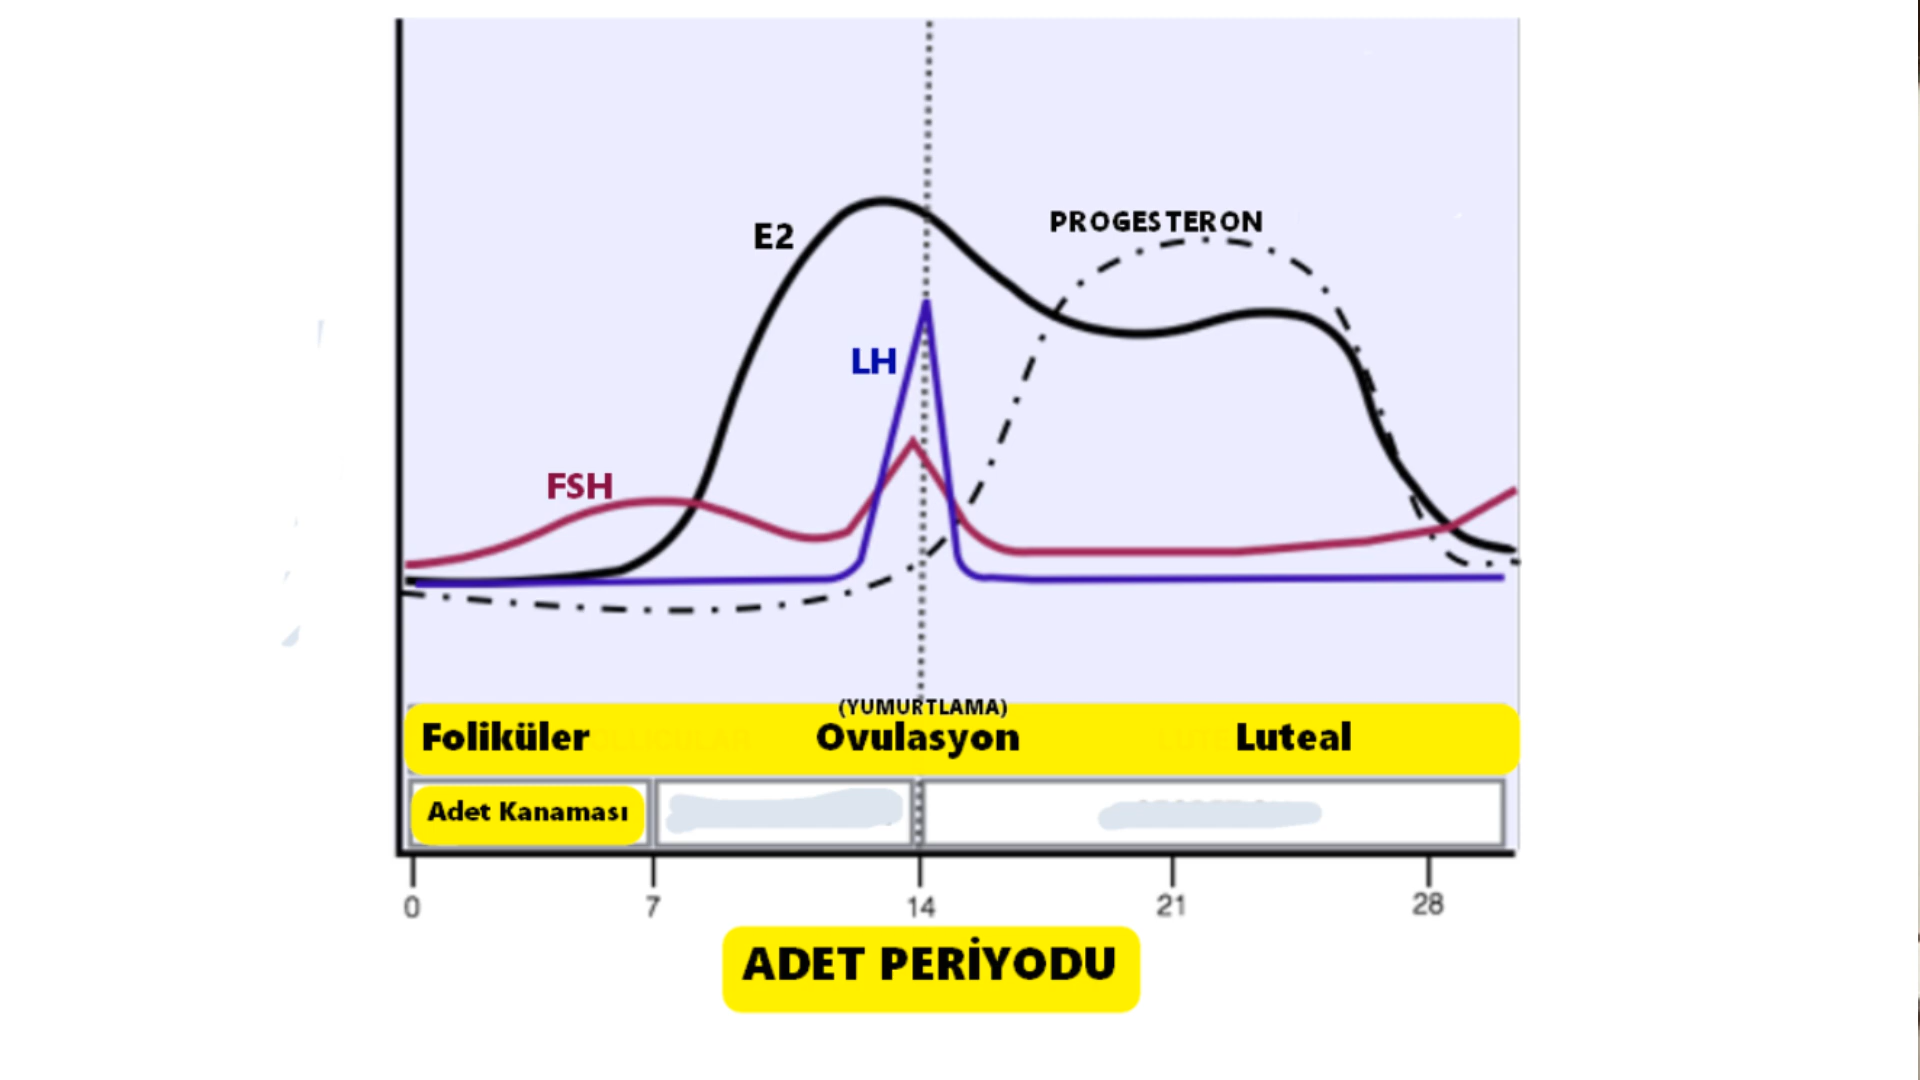 E2
PROGESTERON
LH
FSH
(YUMURTLAMA)
Foliküler
Ovulasyon
Luteal
Adet Kanaması
0 7 14 21 28
ADET PERİYODU